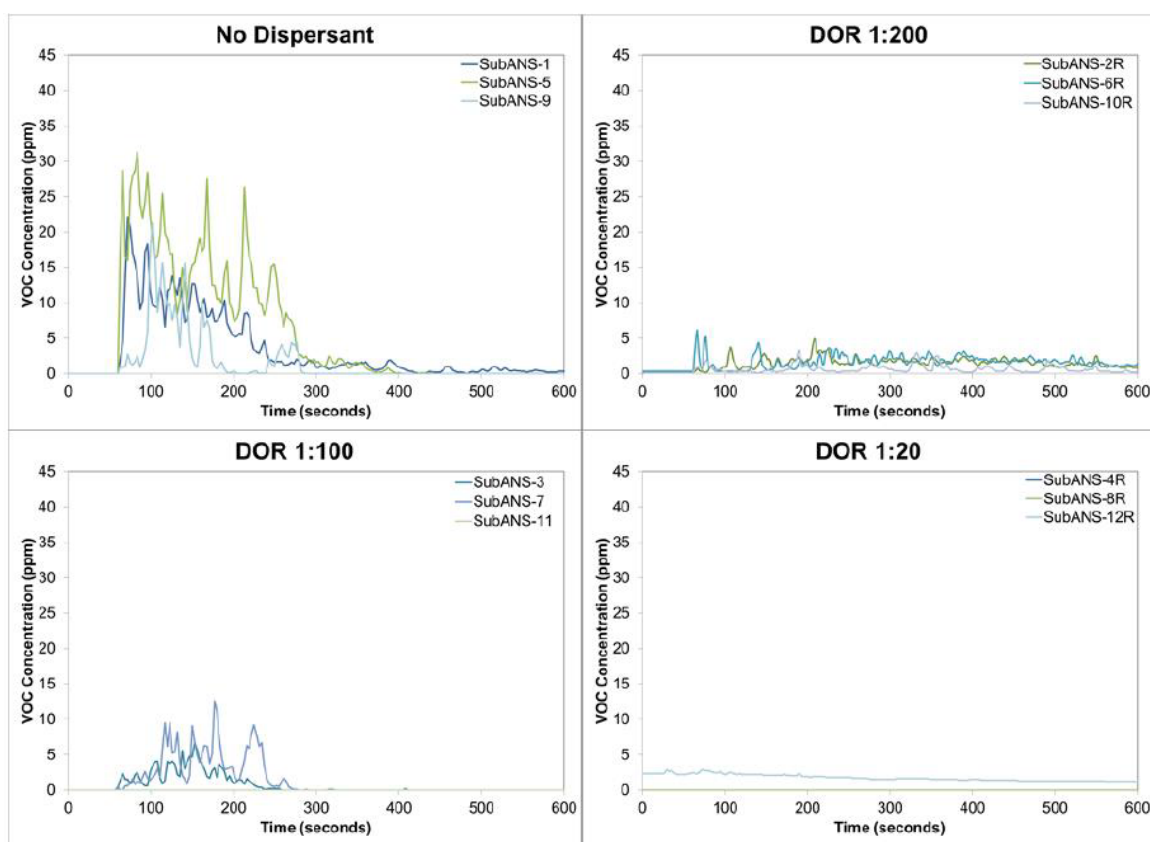 No Dispersant
SubANS-1
SubANS-5
SubANS-9
VOC Concentration (ppm)
45
40
35
30
25
20
15
10
5
0
0 100 200 300 400 500 600
Time (seconds)
DOR 1:200
SubANS-2R
SubANS-6R
SubANS-10R
VOC Concentration (ppm)
45
40
35
30
25
20
15
10
5
0
0 100 200 300 400 500 600
Time (seconds)
DOR 1:100
SubANS-3
SubANS-7
SubANS-11
VOC Concentration (ppm)
45
40
35
30
25
20
15
10
5
0
0 100 200 300 400 500 600
Time (seconds)
DOR 1:20
SubANS-4R
SubANS-8R
SubANS-12R
VOC Concentration (ppm)
45
40
35
30
25
20
15
10
5
0
0 100 200 300 400 500 600
Time (seconds)